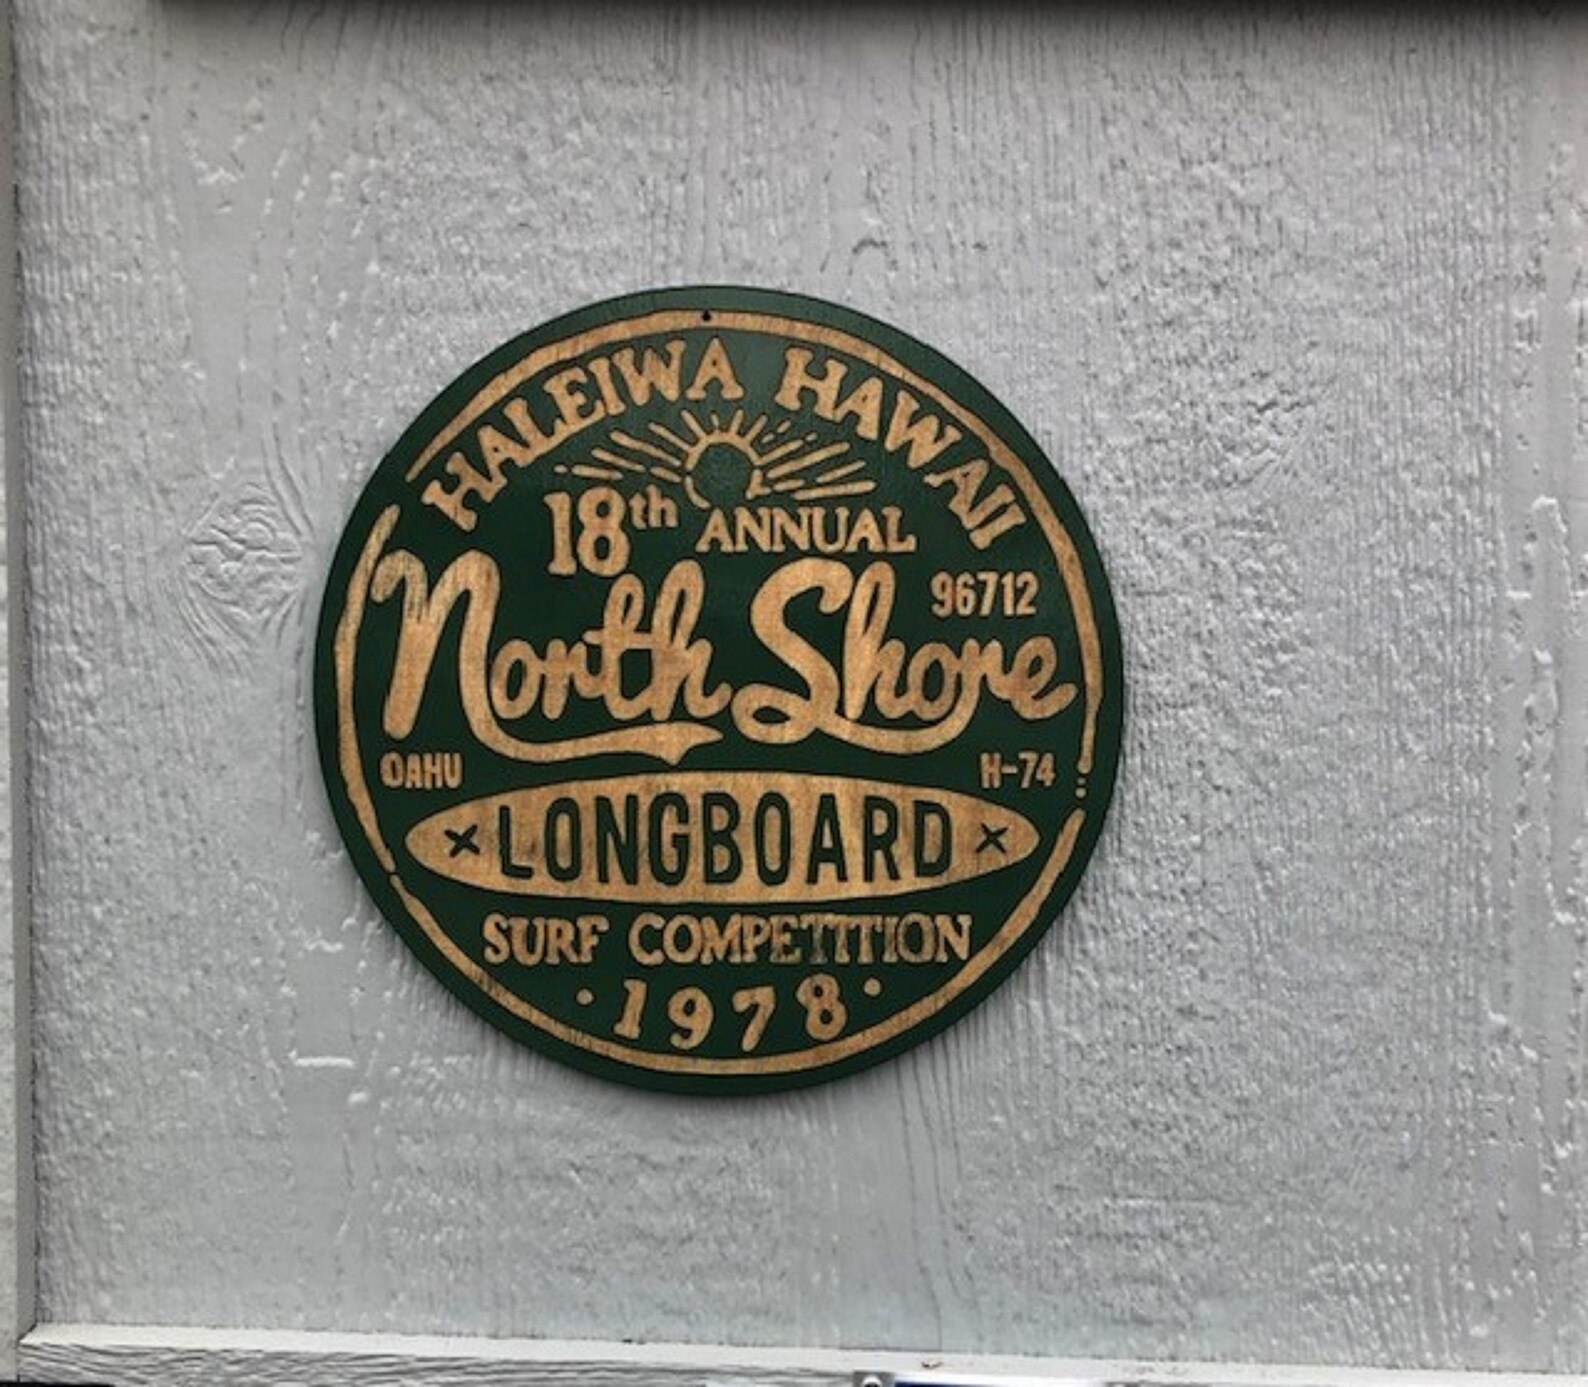 HALEIWA HAWAII
18th ANNUAL
96712
North Shore
OAHU
H-74
LONGBOARD
SURF COMPETITION
1978